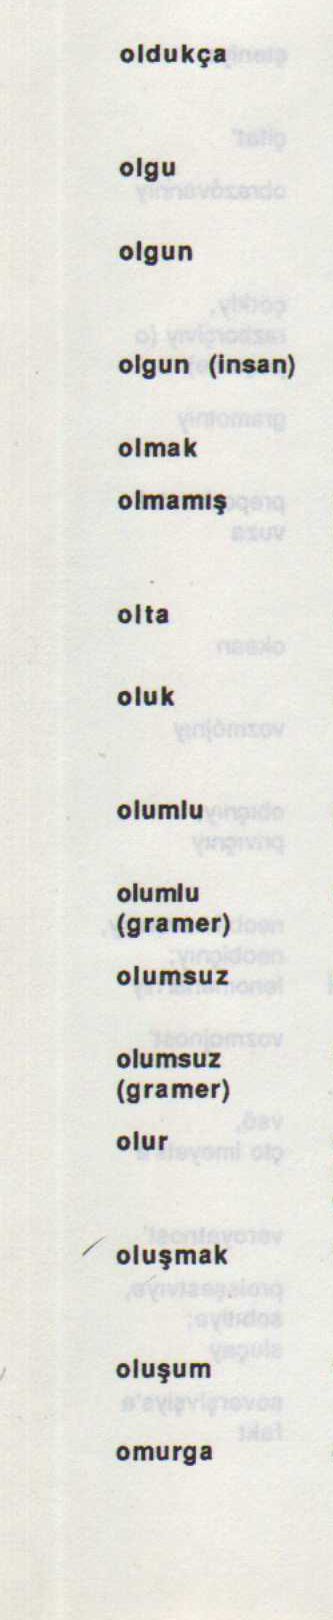 oldukça
olgu
olgun
olgun (insan)
olmak
olmamış
olta
oluk
olumlu
olumlu
(gramer)
olumsuz
olumsuz
(gramer)
olur
oluşmak
oluşum
omurga